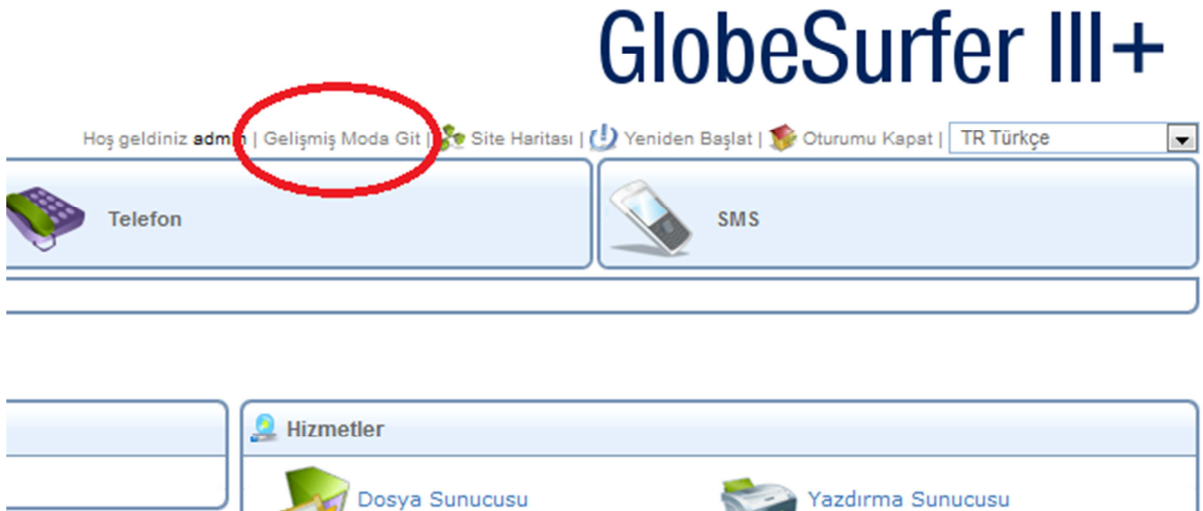 GlobeSurfer III+
Hoş geldiniz admin | Gelişmiş Moda Git | Site Haritası | Yeniden Başlat | Oturumu Kapat | TR Türkçe
Telefon SMS
Hizmetler
Dosya Sunucusu Yazdırma Sunucusu